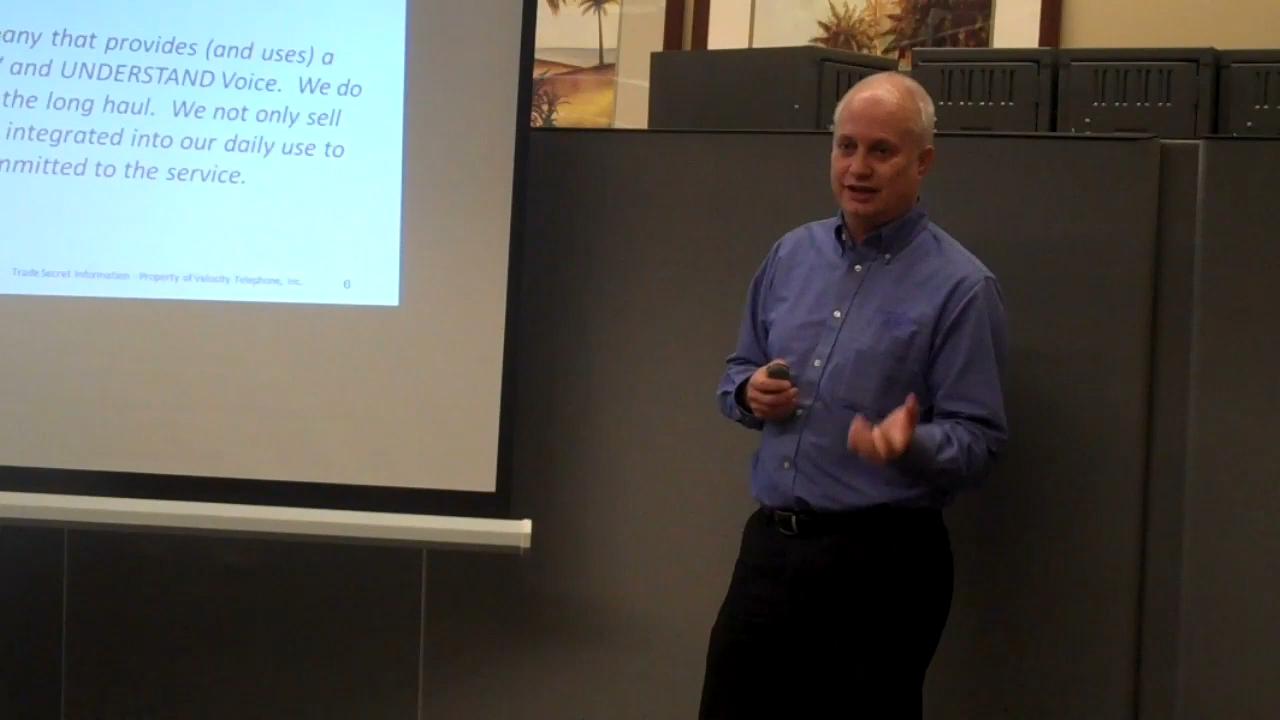 any that provides (and uses) a
and UNDERSTAND Voice. We do
the long haul. We not only sell
integrated into our daily use to
mmitted to the service.
Trade Secret Information - Property of Velocity Telephone, Inc. 6